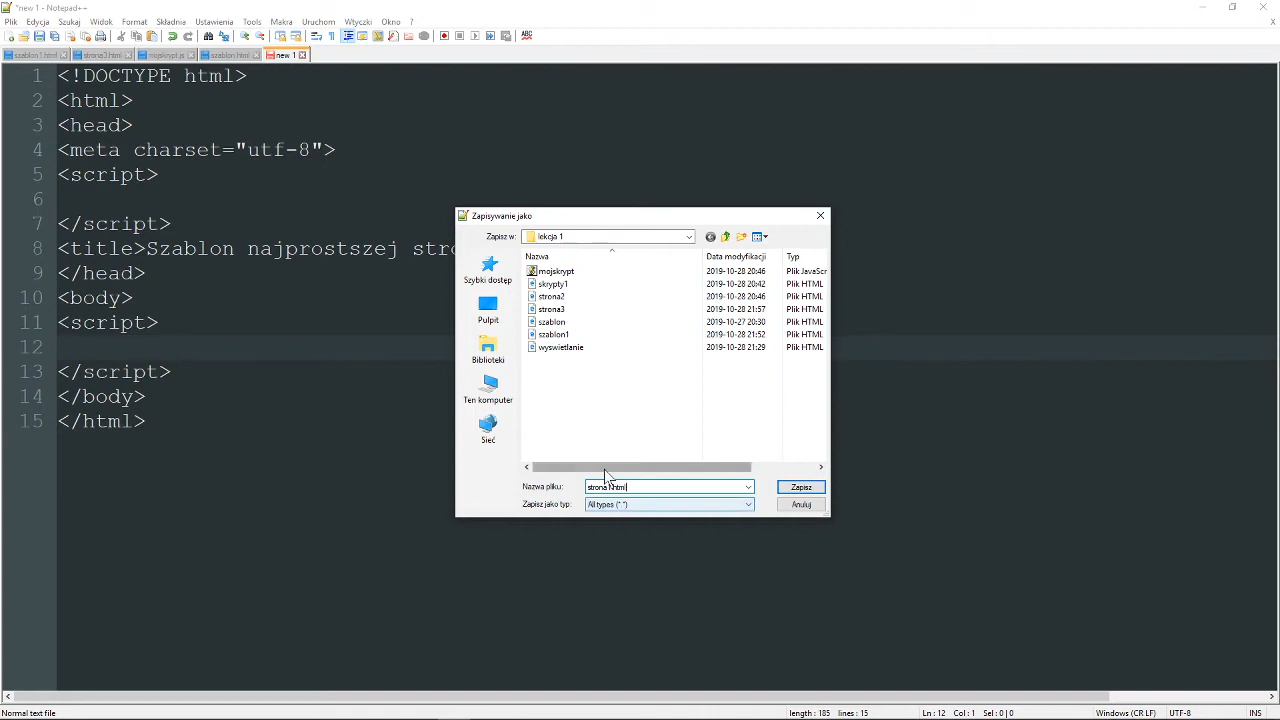 *new 1 - Notepad++
Plik Edycja Szukaj Widok Format Składnia Ustawienia Tools Makra Uruchom Wtyczki Okno ?
szablon1.html strona3.html mojskrypt.js szablon.html new 1
1 <!DOCTYPE html>
2 <html>
3 <head>
4 <meta charset="utf-8">
5 <script>
6
7 </script>
8 <title>Szablon najprostszej stro
9 </head>
10 <body>
11 <script>
12
13 </script>
14 </body>
15 </html>
Zapisywanie jako
Zapisz w: lekcja 1
Nazwa Data modyfikacji Typ
mojskrypt 2019-10-28 20:46 Plik JavaScr
skrypty1 2019-10-28 20:42 Plik HTML
strona2 2019-10-28 20:46 Plik HTML
strona3 2019-10-28 21:57 Plik HTML
szablon 2019-10-27 20:30 Plik HTML
szablon1 2019-10-28 21:52 Plik HTML
wyswietlanie 2019-10-28 21:29 Plik HTML
Szybki dostęp
Pulpit
Biblioteki
Ten komputer
Sieć
Nazwa pliku: Zapisz
Zapisz jako typ: All types (*.*) Anuluj
Normal text file length : 185 lines : 15 Ln : 12 Col : 1 Sel : 0 | 0 Windows (CR LF) UTF-8 INS